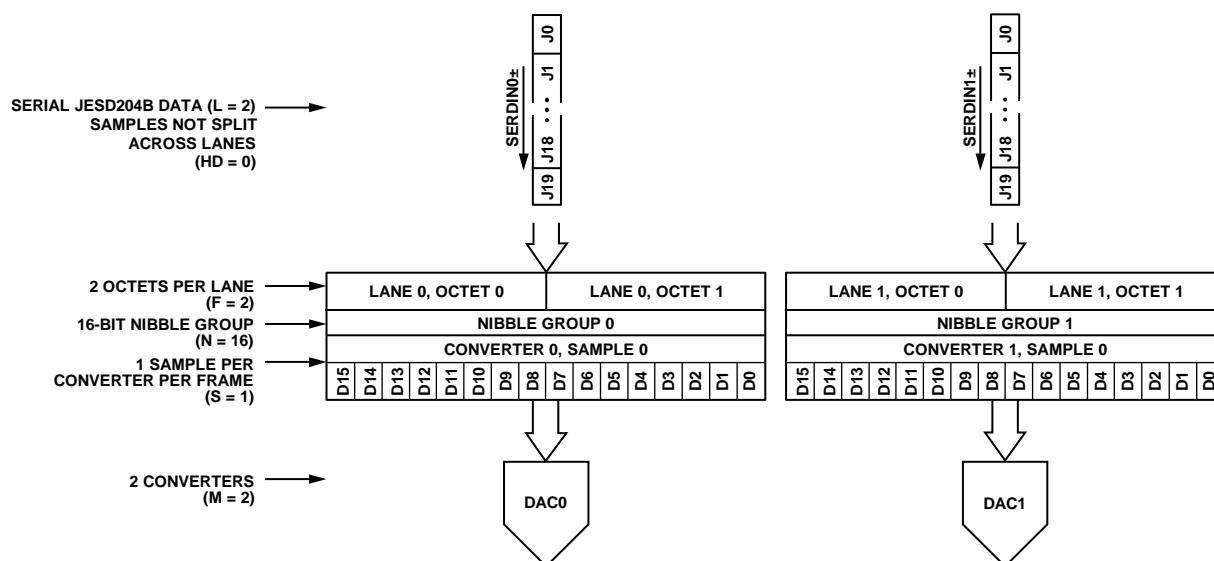 SERIAL JESD204B DATA (L = 2)
SAMPLES NOT SPLIT
ACROSS LANES
(HD = 0)
SERDIN0±
J0
J1
• • •
J18
J19
SERDIN1±
J0
J1
• • •
J18
J19
2 OCTETS PER LANE
(F = 2)
LANE 0, OCTET 0
LANE 0, OCTET 1
LANE 1, OCTET 0
LANE 1, OCTET 1
16-BIT NIBBLE GROUP
(N = 16)
NIBBLE GROUP 0
NIBBLE GROUP 1
1 SAMPLE PER
CONVERTER PER FRAME
(S = 1)
CONVERTER 0, SAMPLE 0
CONVERTER 1, SAMPLE 0
D15 D14 D13 D12 D11 D10 D9 D8 D7 D6 D5 D4 D3 D2 D1 D0
D15 D14 D13 D12 D11 D10 D9 D8 D7 D6 D5 D4 D3 D2 D1 D0
2 CONVERTERS
(M = 2)
DAC0
DAC1